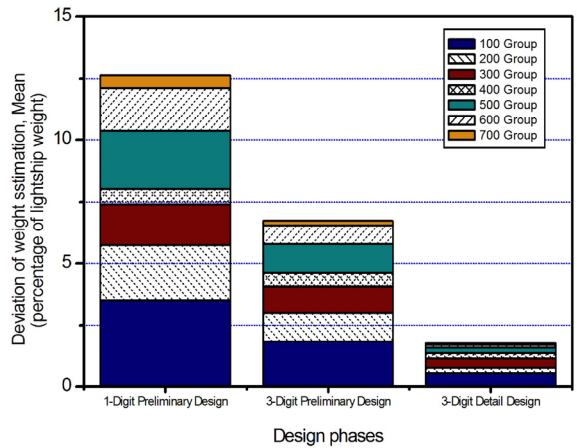 Deviation of weight sstimation, Mean
(percentage of lightship weight)
15
10
5
0
100 Group
200 Group
300 Group
400 Group
500 Group
600 Group
700 Group
1-Digit Preliminary Design
3-Digit Preliminary Design
3-Digit Detail Design
Design phases